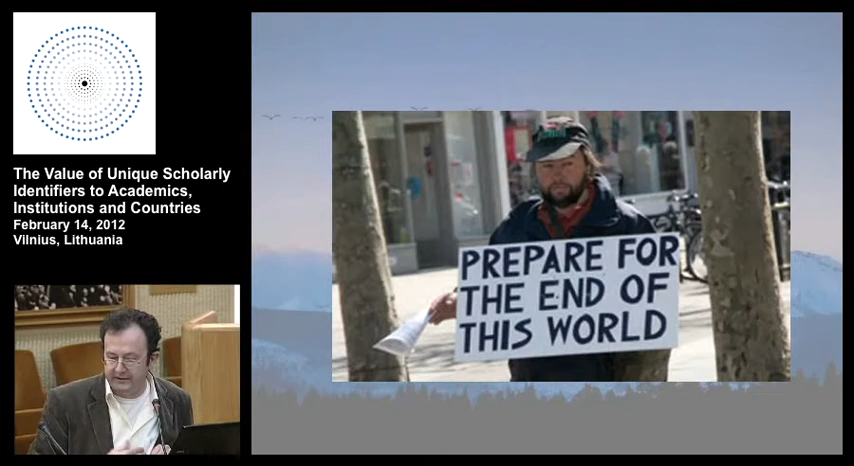 The Value of Unique Scholarly
Identifiers to Academics,
Institutions and Countries
February 14, 2012
Vilnius, Lithuania
PREPARE FOR
THE END OF
THIS WORLD